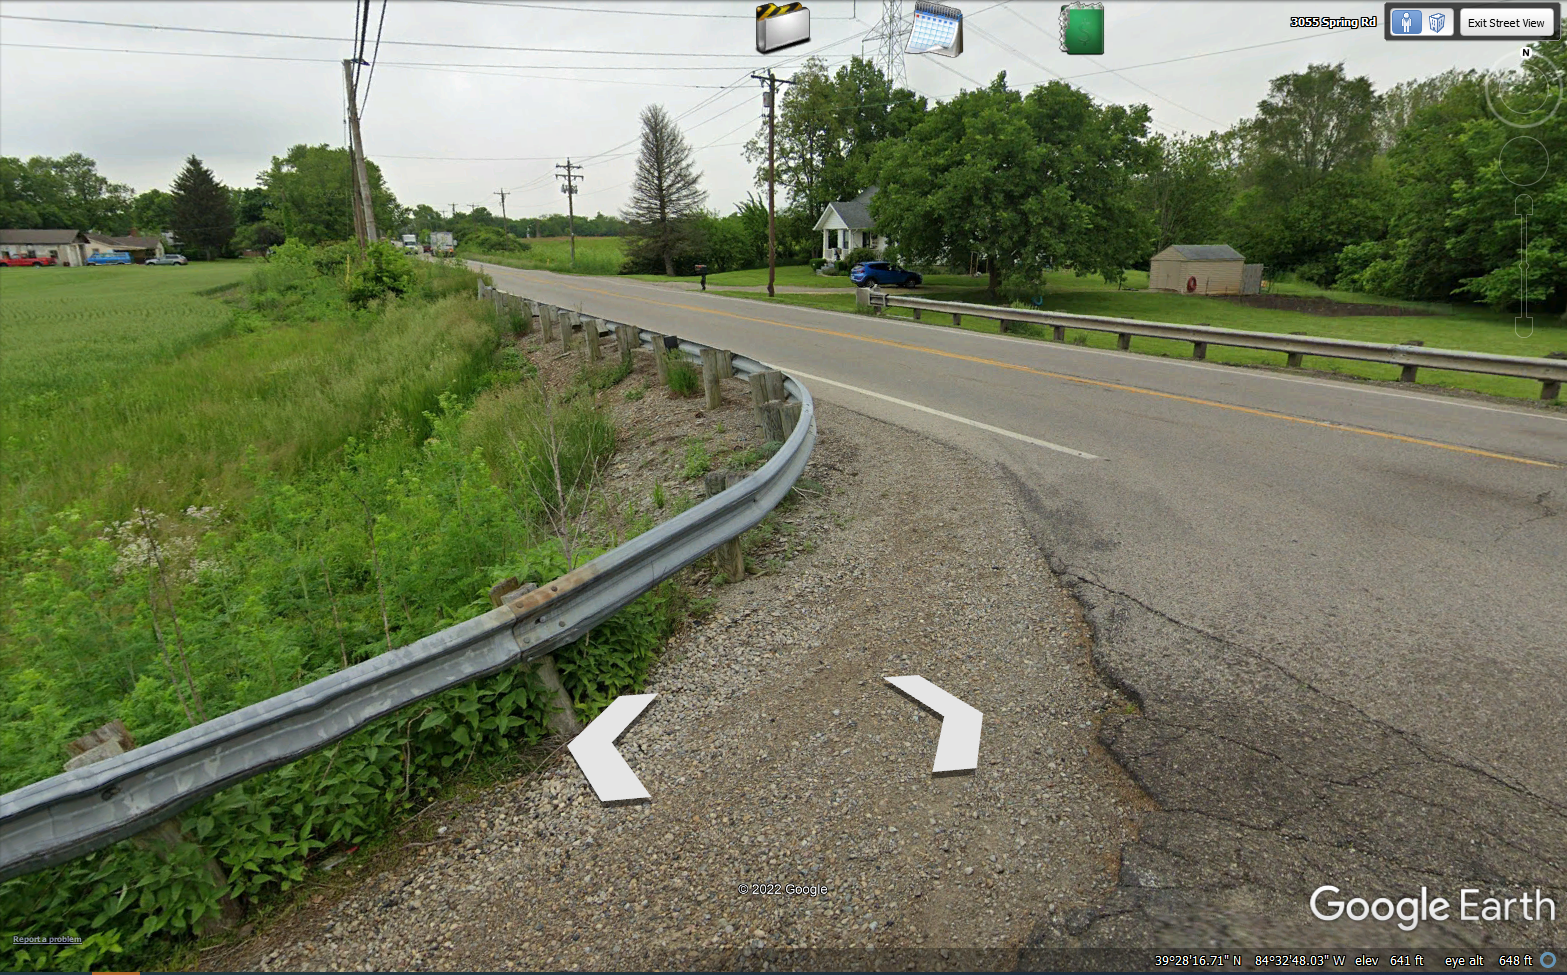 3055 Spring Rd
Exit Street View
N
© 2022 Google
Google Earth
Report a problem
39°28'16.71" N 84°32'48.03" W elev 641 ft eye alt 648 ft